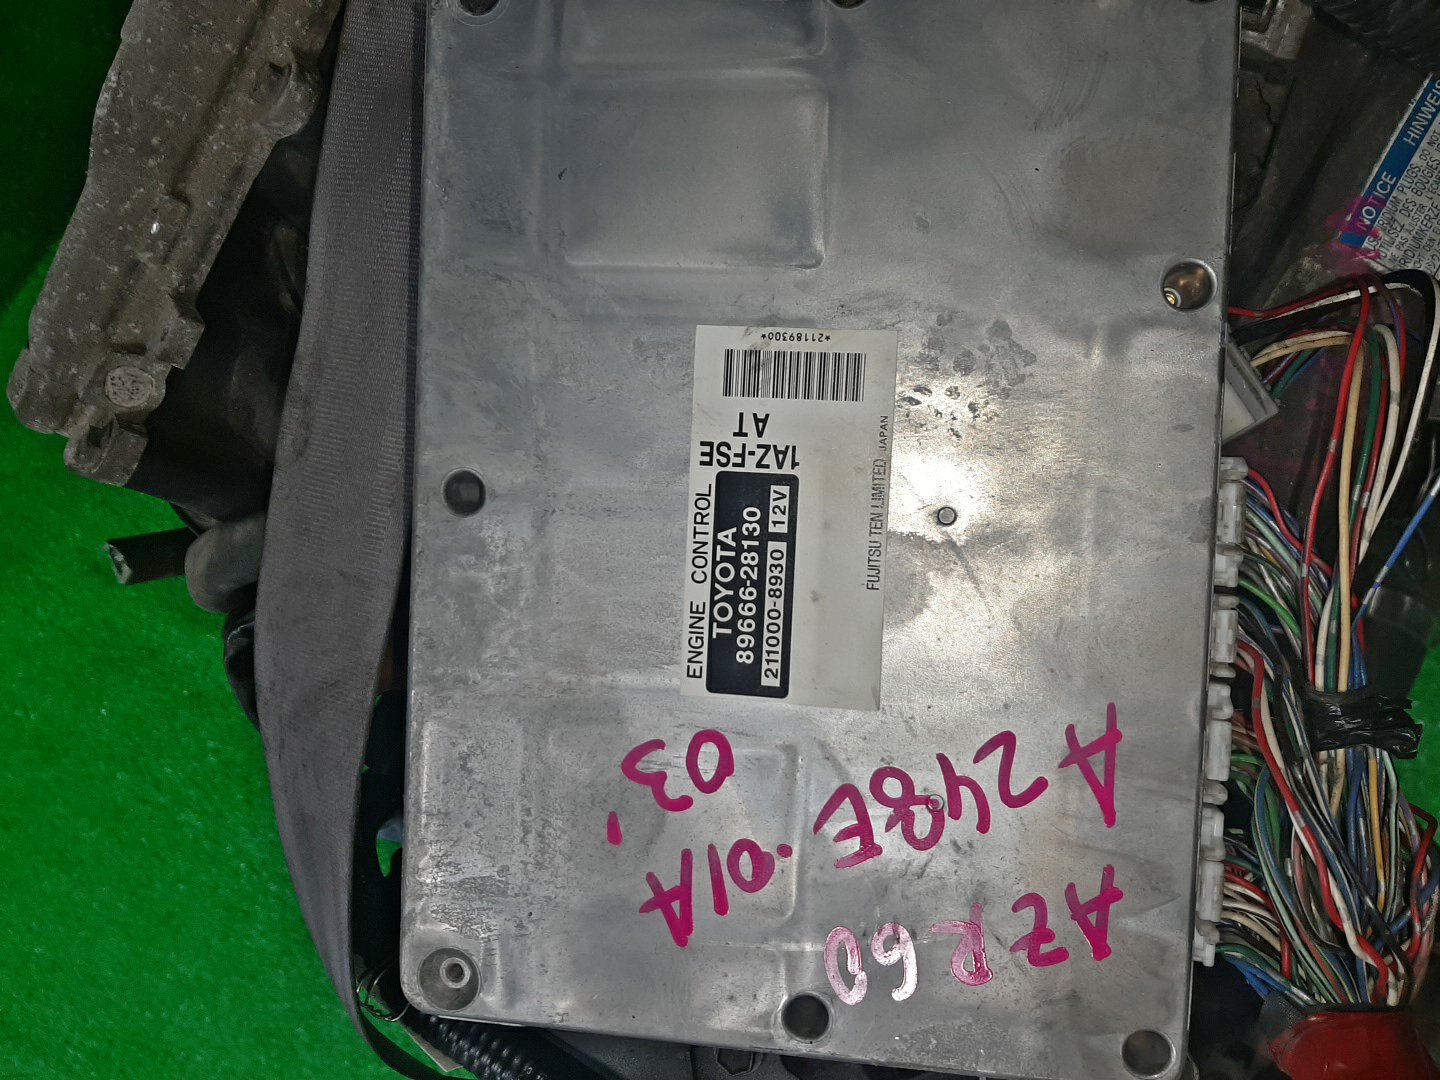 ENGINE CONTROL
TOYOTA
89666-28130
211000-8930 12V
1AZ-FSE
AT
*21189300*
FUJITSU TEN LIMITED JAPAN
AZR60
A248E
-01A
03'
NOTICE HINWEIS